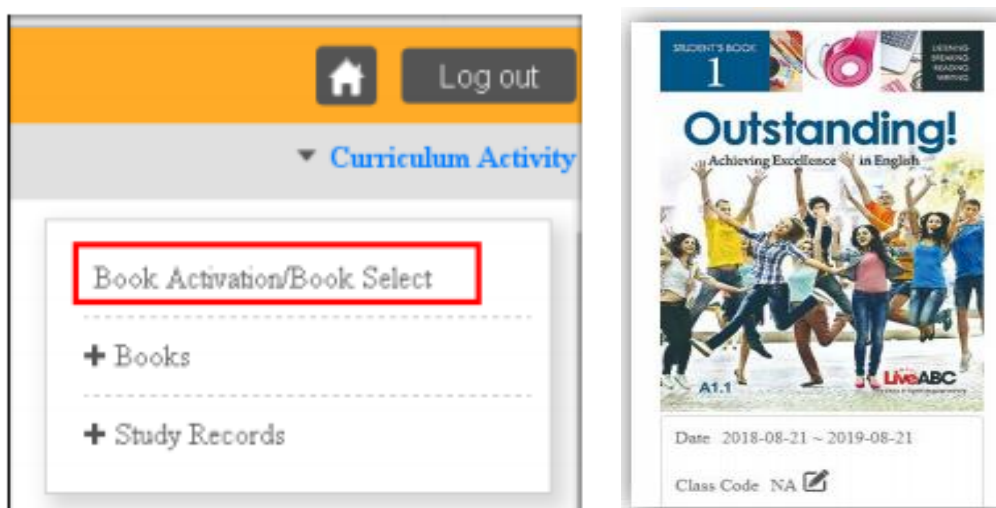 Log out
Curriculum Activity
Book Activation/Book Select
+ Books
+ Study Records
STUDENT'S BOOK
1
LISTENING
SPEAKING
READING
WRITING
Outstanding!
Achieving Excellence in English
A1.1
LiveABC
Date 2018-08-21 ~ 2019-08-21
Class Code NA